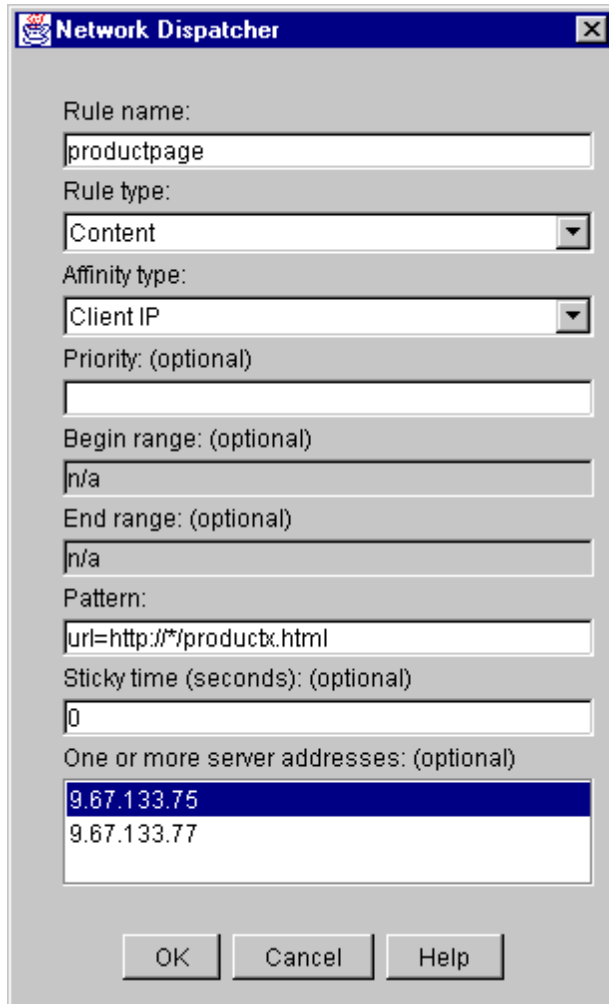 Network Dispatcher
Rule name:
productpage
Rule type:
Content
Affinity type:
Client IP
Priority: (optional)
Begin range: (optional)
n/a
End range: (optional)
n/a
Pattern:
url=http://*/productx.html
Sticky time (seconds): (optional)
0
One or more server addresses: (optional)
9.67.133.75
9.67.133.77
OK Cancel Help